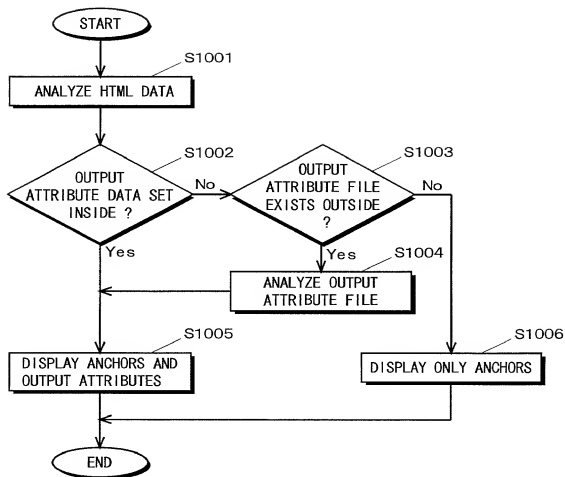 START
S1001
ANALYZE HTML DATA
S1002
OUTPUT
ATTRIBUTE DATA SET
INSIDE ?
No
Yes
S1003
OUTPUT
ATTRIBUTE FILE
EXISTS OUTSIDE
?
No
Yes
S1004
ANALYZE OUTPUT
ATTRIBUTE FILE
S1005
DISPLAY ANCHORS AND
OUTPUT ATTRIBUTES
S1006
DISPLAY ONLY ANCHORS
END